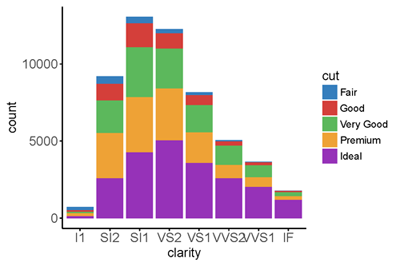 10000
5000
0
count
I1 SI2 SI1 VS2 VS1 VVS2 VVS1 IF
clarity
cut
Fair
Good
Very Good
Premium
Ideal